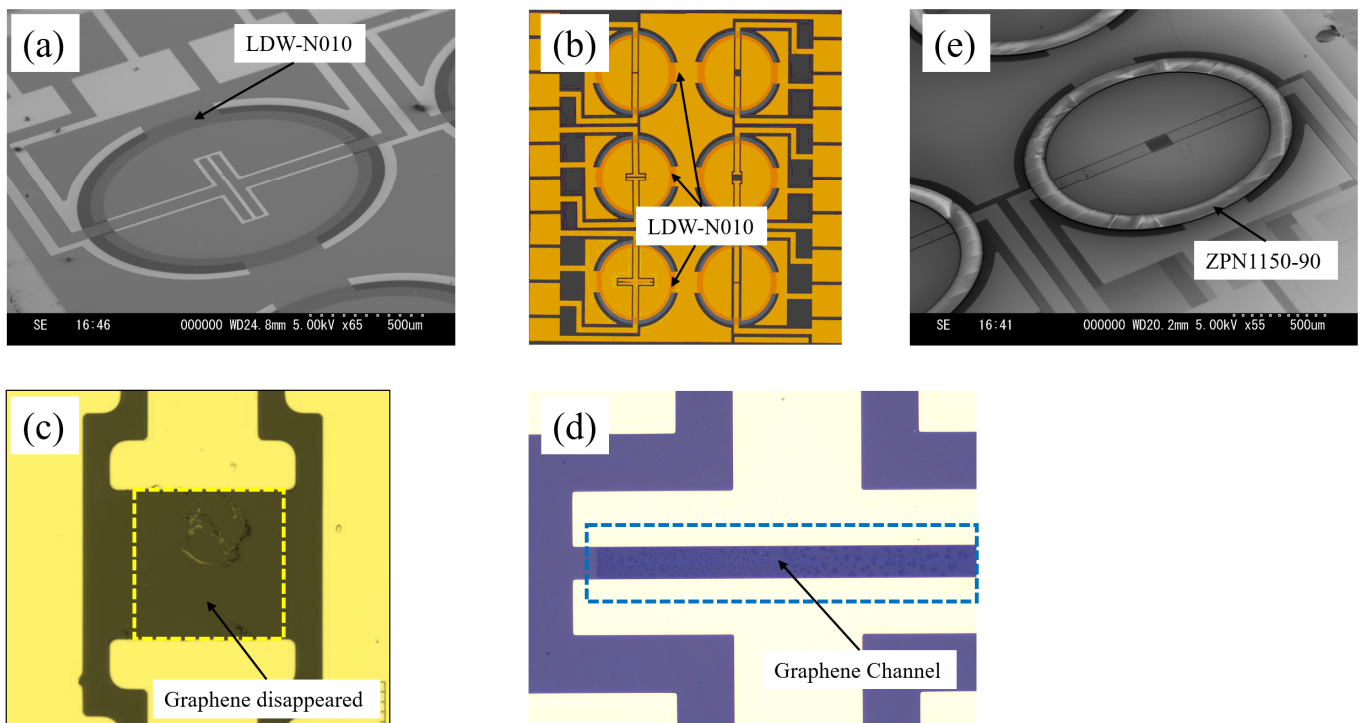 (a)
LDW-N010
SE 16:46 000000 WD24.8mm 5.00kV x65 500um
(b)
LDW-N010
(e)
ZPN1150-90
SE 16:41 000000 WD20.2mm 5.00kV x55 500um
(c)
Graphene disappeared
(d)
Graphene Channel